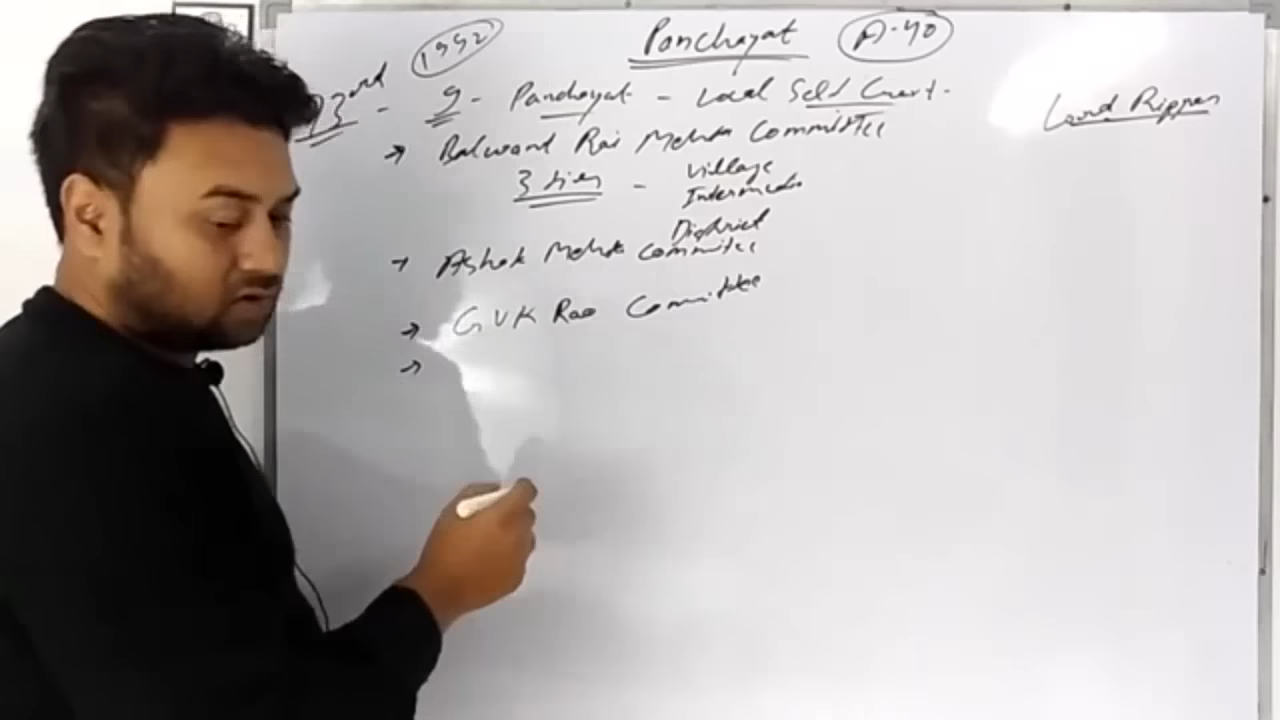 Panchayat A-40
1992
73rd - 9 - Panchayat - Local Self Govt.
Lord Rippon
→ Balwant Rai Mehta Committee
3 tier - Village
Intermediate
District
→ Ashok Mehta Committee
→ GVK Rao Committee
→